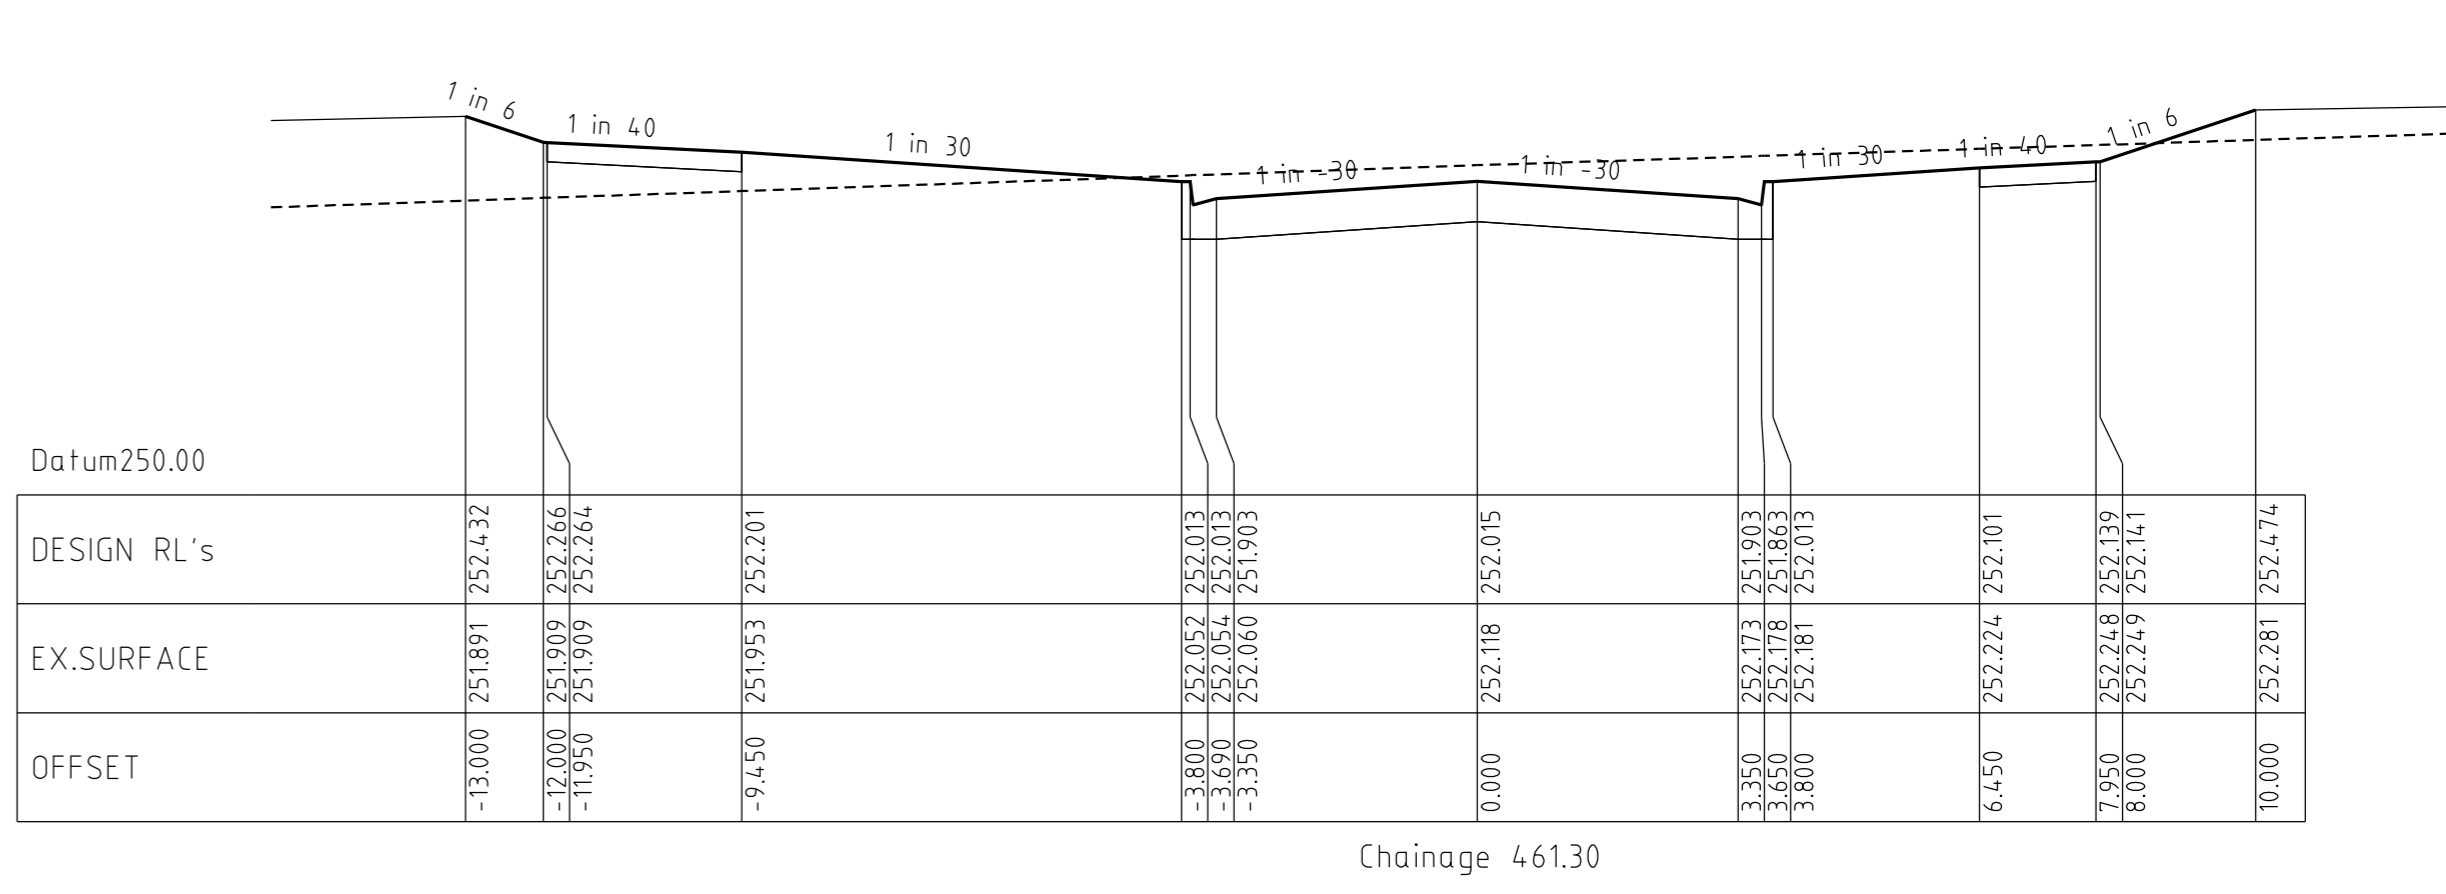 1 in 6
1 in 40
1 in 30
1 in -30
1 in -30
1 in 30
1 in 40
1 in 6
Datum250.00
DESIGN RL's 252.432 252.266 252.264 252.201 252.013 252.013 251.903 252.015 251.903 251.863 252.013 252.101 252.139 252.141 252.474
EX.SURFACE 251.891 251.909 251.909 251.953 252.052 252.054 252.060 252.118 252.173 252.178 252.181 252.224 252.248 252.249 252.281
OFFSET -13.000 -12.000 -11.950 -9.450 -3.800 -3.690 -3.350 0.000 3.350 3.650 3.800 6.450 7.950 8.000 10.000
Chainage 461.30